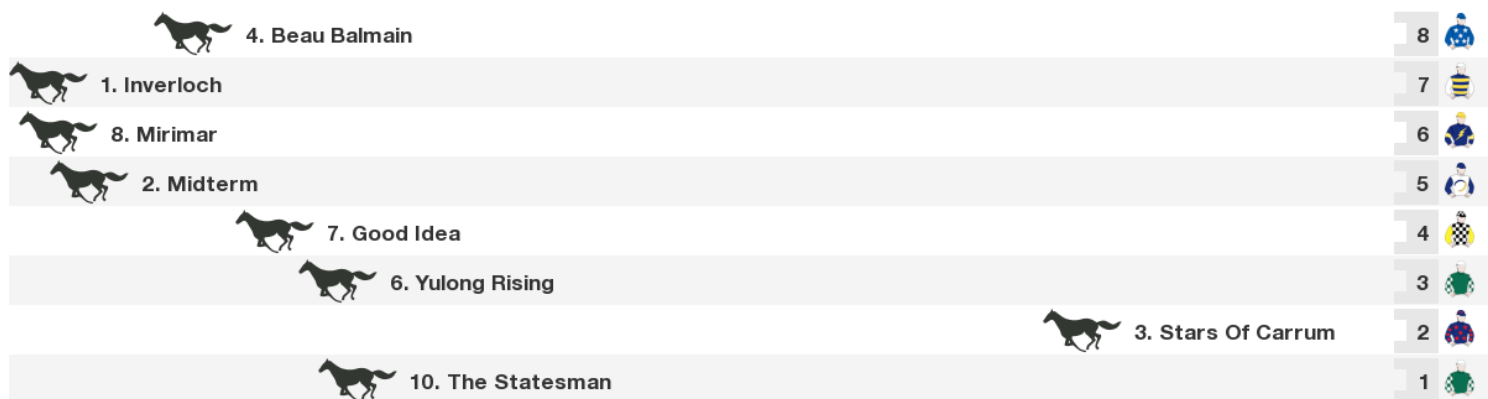 4. Beau Balmain 8
1. Inverloch 7
8. Mirimar 6
2. Midterm 5
7. Good Idea 4
6. Yulong Rising 3
3. Stars Of Carrum 2
10. The Statesman 1